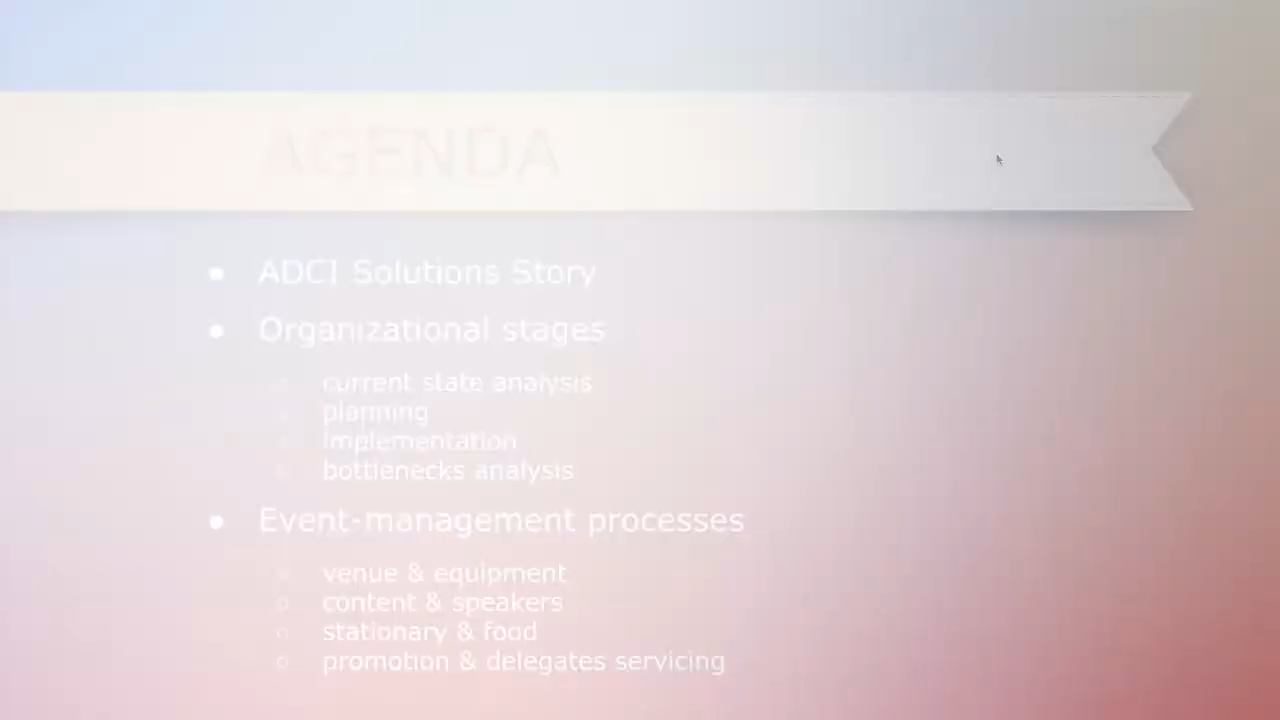 AGENDA
● ADCI Solutions Story
● Organizational stages
○ current state analysis
○ planning
○ implementation
○ bottlenecks analysis
● Event-management processes
○ venue & equipment
○ content & speakers
○ stationary & food
○ promotion & delegates servicing